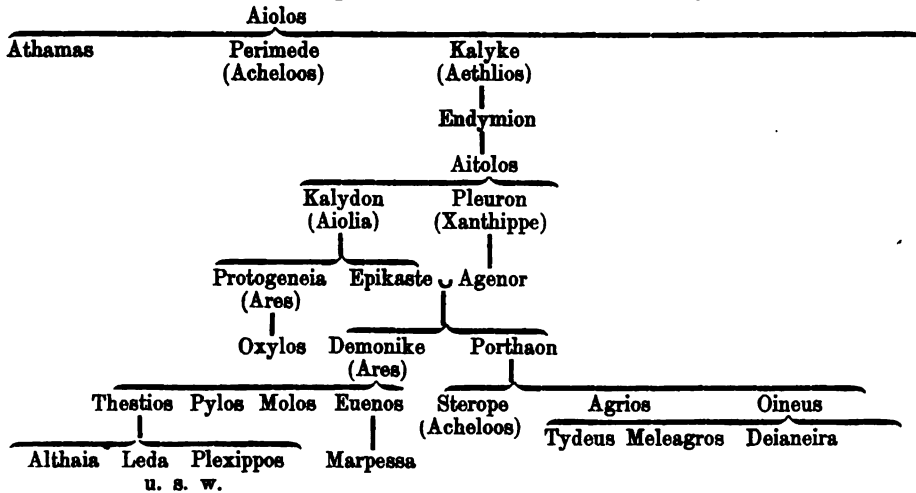 Aiolos
Athamas Perimede Kalyke
(Acheloos) (Aethlios)
Endymion
Aitolos
Kalydon Pleuron
(Aiolia) (Xanthippe)
Protogeneia Epikaste Agenor
(Ares)
Oxylos Demonike Porthaon
(Ares)
Thestios Pylos Molos Euenos Sterope Agrios Oineus
(Acheloos)
Tydeus Meleagros Deianeira
Althaia Leda Plexippos Marpessa
u. s. w.